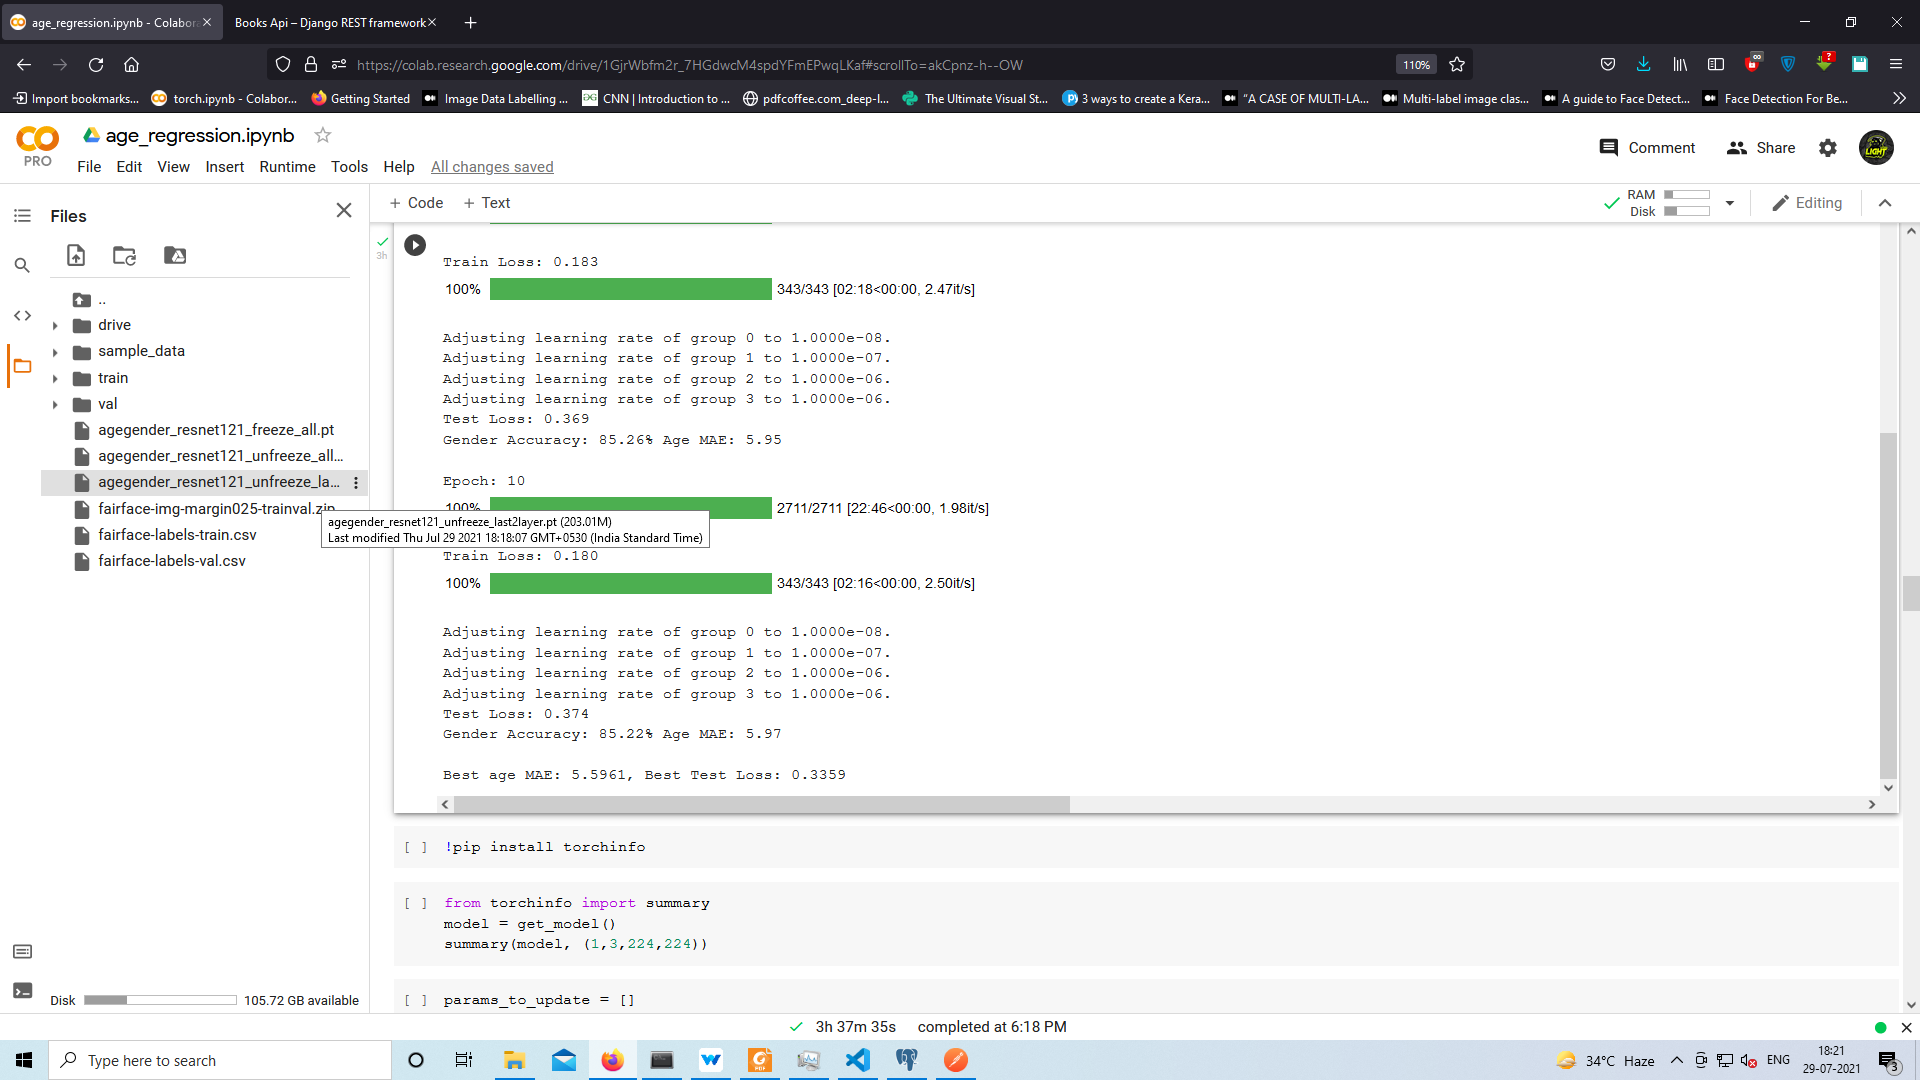 age_regression.ipynb - Colabora
Books Api – Django REST framework
https://colab.research.google.com/drive/1GjrWbfm2r_7HGdwcM4spdYFmEPwqLKaf#scrollTo=akCpnz-h--OW
110%
Import bookmarks...
torch.ipynb - Colabor...
Getting Started
Image Data Labelling ...
CNN | Introduction to ...
pdfcoffee.com_deep-l...
The Ultimate Visual St...
3 ways to create a Kera...
"A CASE OF MULTI-LA...
Multi-label image clas...
A guide to Face Detect...
Face Detection For Be...
PRO
age_regression.ipynb
File Edit View Insert Runtime Tools Help All changes saved
Comment
Share
LIGHT
Files
+ Code + Text
RAM
Disk
Editing
..
drive
sample_data
train
val
agegender_resnet121_freeze_all.pt
agegender_resnet121_unfreeze_all...
agegender_resnet121_unfreeze_la...
fairface-img-margin025-trainval.zip
fairface-labels-train.csv
fairface-labels-val.csv
agegender_resnet121_unfreeze_last2layer.pt (203.01M)
Last modified Thu Jul 29 2021 18:18:07 GMT+0530 (India Standard Time)
Disk
105.72 GB available
3h
Train Loss: 0.183
100% 343/343 [02:18<00:00, 2.47it/s]
Adjusting learning rate of group 0 to 1.0000e-08.
Adjusting learning rate of group 1 to 1.0000e-07.
Adjusting learning rate of group 2 to 1.0000e-06.
Adjusting learning rate of group 3 to 1.0000e-06.
Test Loss: 0.369
Gender Accuracy: 85.26% Age MAE: 5.95
Epoch: 10
100% 2711/2711 [22:46<00:00, 1.98it/s]
Train Loss: 0.180
100% 343/343 [02:16<00:00, 2.50it/s]
Adjusting learning rate of group 0 to 1.0000e-08.
Adjusting learning rate of group 1 to 1.0000e-07.
Adjusting learning rate of group 2 to 1.0000e-06.
Adjusting learning rate of group 3 to 1.0000e-06.
Test Loss: 0.374
Gender Accuracy: 85.22% Age MAE: 5.97
Best age MAE: 5.5961, Best Test Loss: 0.3359
[ ] !pip install torchinfo
[ ] from torchinfo import summary
model = get_model()
summary(model, (1,3,224,224))
[ ] params_to_update = []
3h 37m 35s completed at 6:18 PM
Type here to search
34°C Haze
ENG
18:21
29-07-2021
3